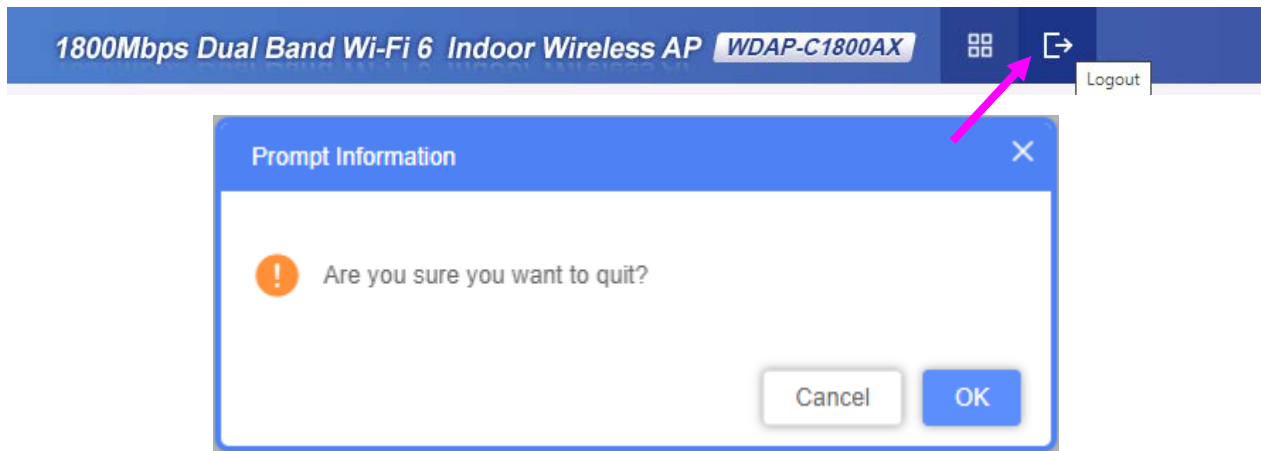 1800Mbps Dual Band Wi-Fi 6 Indoor Wireless AP WDAP-C1800AX
Logout
Prompt Information
Are you sure you want to quit?
Cancel OK